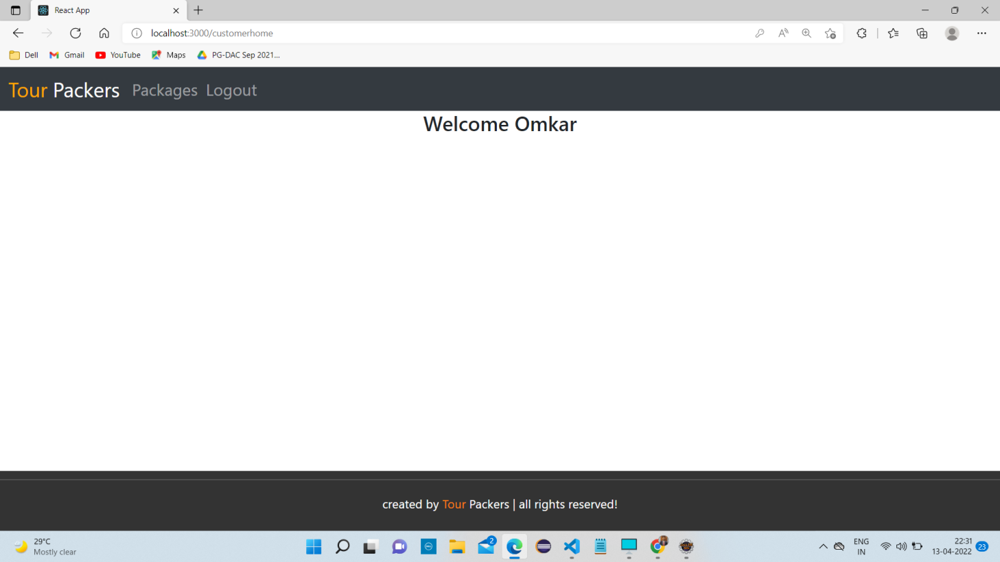 React App
localhost:3000/customerhome
Dell Gmail YouTube Maps PG-DAC Sep 2021...
Tour Packers Packages Logout
Welcome Omkar
created by Tour Packers | all rights reserved!
29°C
Mostly clear
2
ENG
IN
22:31
13-04-2022
23